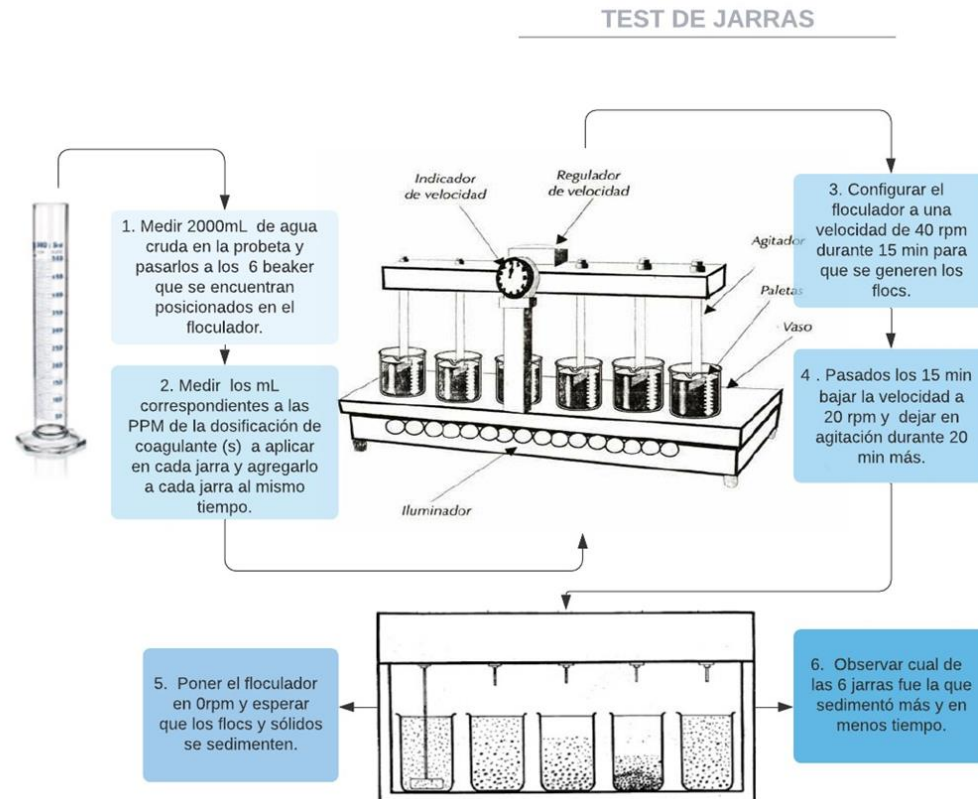 TEST DE JARRAS
1. Medir 2000mL de agua
cruda en la probeta y
pasarlos a los 6 beaker
que se encuentran
posicionados en el
floculador.
2. Medir los mL
correspondientes a las
PPM de la dosificación de
coagulante (s) a aplicar
en cada jarra y agregarlo
a cada jarra al mismo
tiempo.
Indicador
de velocidad
Regulador
de velocidad
Agitador
Paletas
Vaso
Iluminador
3. Configurar el
floculador a una
velocidad de 40 rpm
durante 15 min para
que se generen los
flocs.
4 . Pasados los 15 min
bajar la velocidad a
20 rpm y dejar en
agitación durante 20
min más.
5. Poner el floculador
en 0rpm y esperar
que los flocs y sólidos
se sedimenten.
6. Observar cual de
las 6 jarras fue la que
sedimentó más y en
menos tiempo.